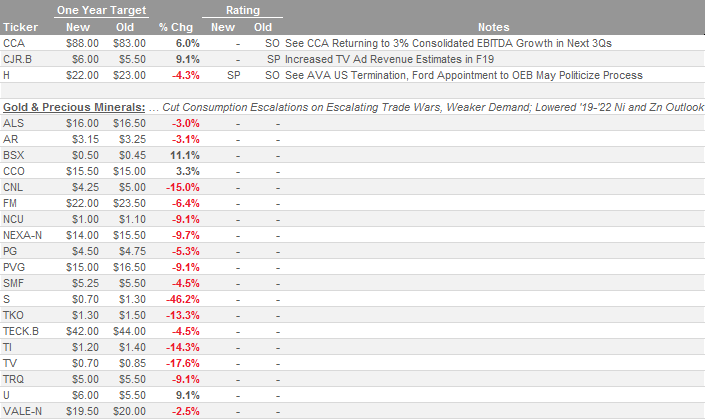 One Year Target Rating
Ticker New Old % Chg New Old Notes
CCA $88.00 $83.00 6.0% - SO See CCA Returning to 3% Consolidated EBITDA Growth in Next 3Qs
CJR.B $6.00 $5.50 9.1% - SP Increased TV Ad Revenue Estimates in F19
H $22.00 $23.00 -4.3% SP SO See AVA US Termination, Ford Appointment to OEB May Politicize Process
Gold & Precious Minerals: ... Cut Consumption Escalations on Escalating Trade Wars, Weaker Demand; Lowered '19-'22 Ni and Zn Outlook
ALS $16.00 $16.50 -3.0% - -
AR $3.15 $3.25 -3.1% - -
BSX $0.50 $0.45 11.1% - -
CCO $15.50 $15.00 3.3% - -
CNL $4.25 $5.00 -15.0% - -
FM $22.00 $23.50 -6.4% - -
NCU $1.00 $1.10 -9.1% - -
NEXA-N $14.00 $15.50 -9.7% - -
PG $4.50 $4.75 -5.3% - -
PVG $15.00 $16.50 -9.1% - -
SMF $5.25 $5.50 -4.5% - -
S $0.70 $1.30 -46.2% - -
TKO $1.30 $1.50 -13.3% - -
TECK.B $42.00 $44.00 -4.5% - -
TI $1.20 $1.40 -14.3% - -
TV $0.70 $0.85 -17.6% - -
TRQ $5.00 $5.50 -9.1% - -
U $6.00 $5.50 9.1% - -
VALE-N $19.50 $20.00 -2.5% - -